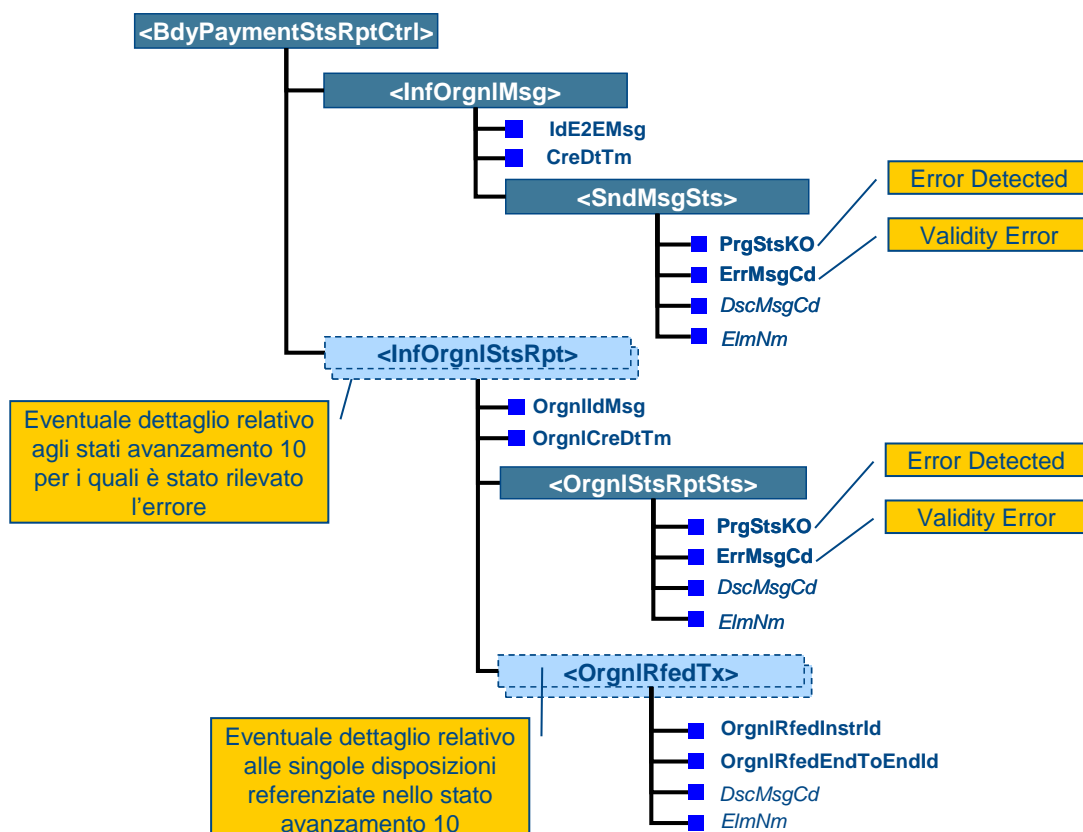 <BdyPaymentStsRptCtrl>
<InfOrgnlMsg>
IdE2EMsg
CreDtTm
<SndMsgSts>
Error Detected
PrgStsKO
Validity Error
ErrMsgCd
DscMsgCd
ElmNm
<InfOrgnlStsRpt>
Eventuale dettaglio relativo
agli stati avanzamento 10
per i quali è stato rilevato
l'errore
OrgnlIdMsg
OrgnlCreDtTm
<OrgnlStsRptSts>
Error Detected
PrgStsKO
Validity Error
ErrMsgCd
DscMsgCd
ElmNm
<OrgnlRfedTx>
Eventuale dettaglio relativo
alle singole disposizioni
referenziate nello stato
avanzamento 10
OrgnlRfedInstrId
OrgnlRfedEndToEndId
DscMsgCd
ElmNm